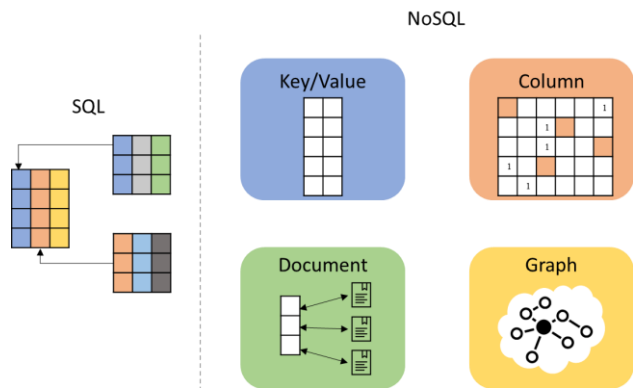 NoSQL
SQL
Key/Value
Column
1
1
1
1
1
Document
Graph